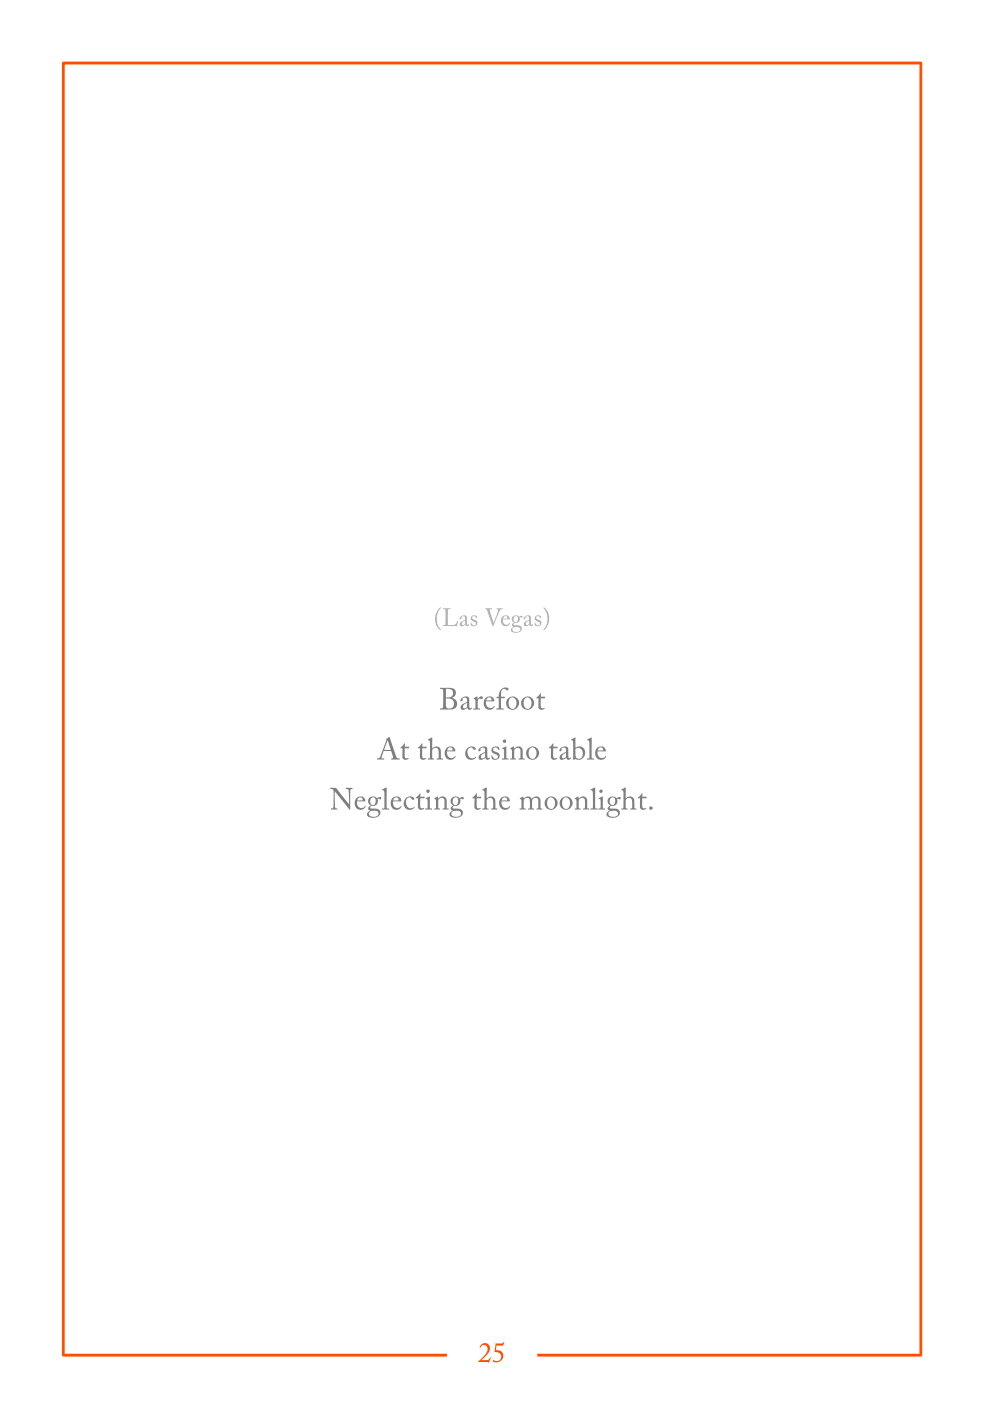 (Las Vegas)
Barefoot
At the casino table
Neglecting the moonlight.
25